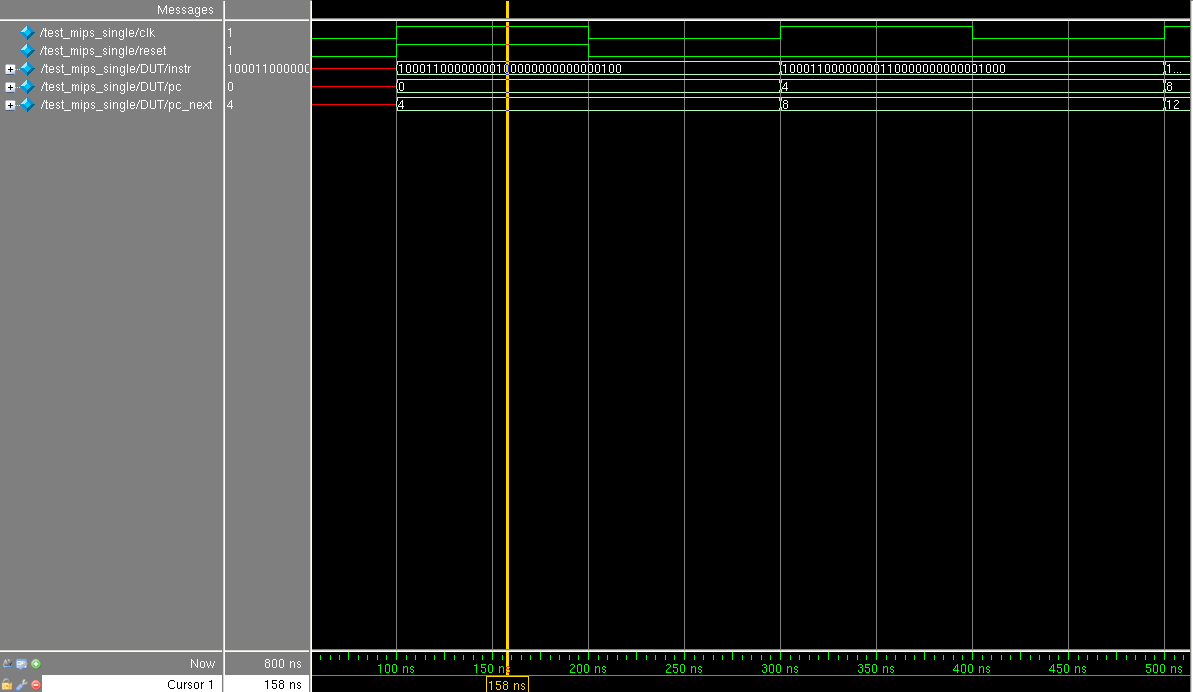 Messages
/test_mips_single/clk 1
/test_mips_single/reset 1
/test_mips_single/DUT/instr 100011000000 10001100000000100000000000000100 10001100000000110000000000001000 1...
/test_mips_single/DUT/pc 0 0 4 8
/test_mips_single/DUT/pc_next 4 4 8 12
Now 800 ns 100 ns 150 ns 200 ns 250 ns 300 ns 350 ns 400 ns 450 ns 500 ns
Cursor 1 158 ns 158 ns